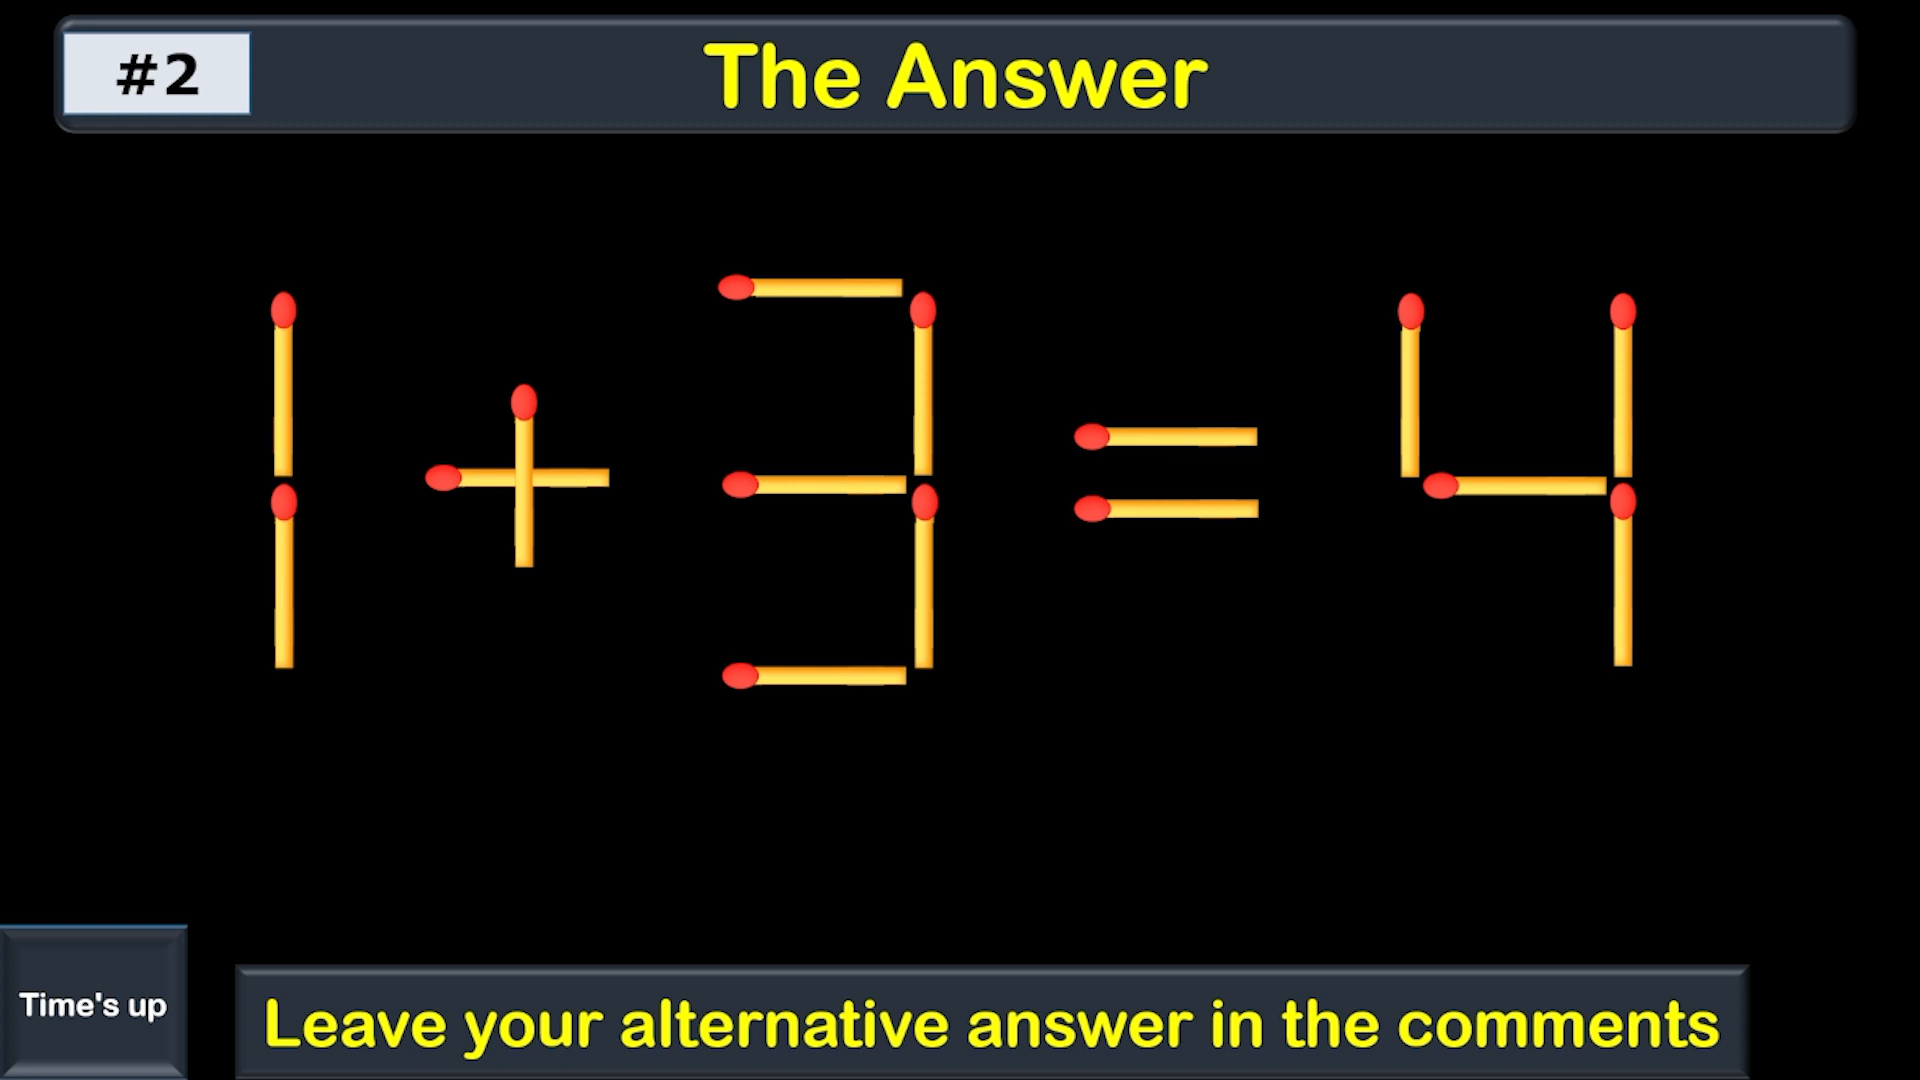 #2
The Answer
1+3=4
Time's up
Leave your alternative answer in the comments